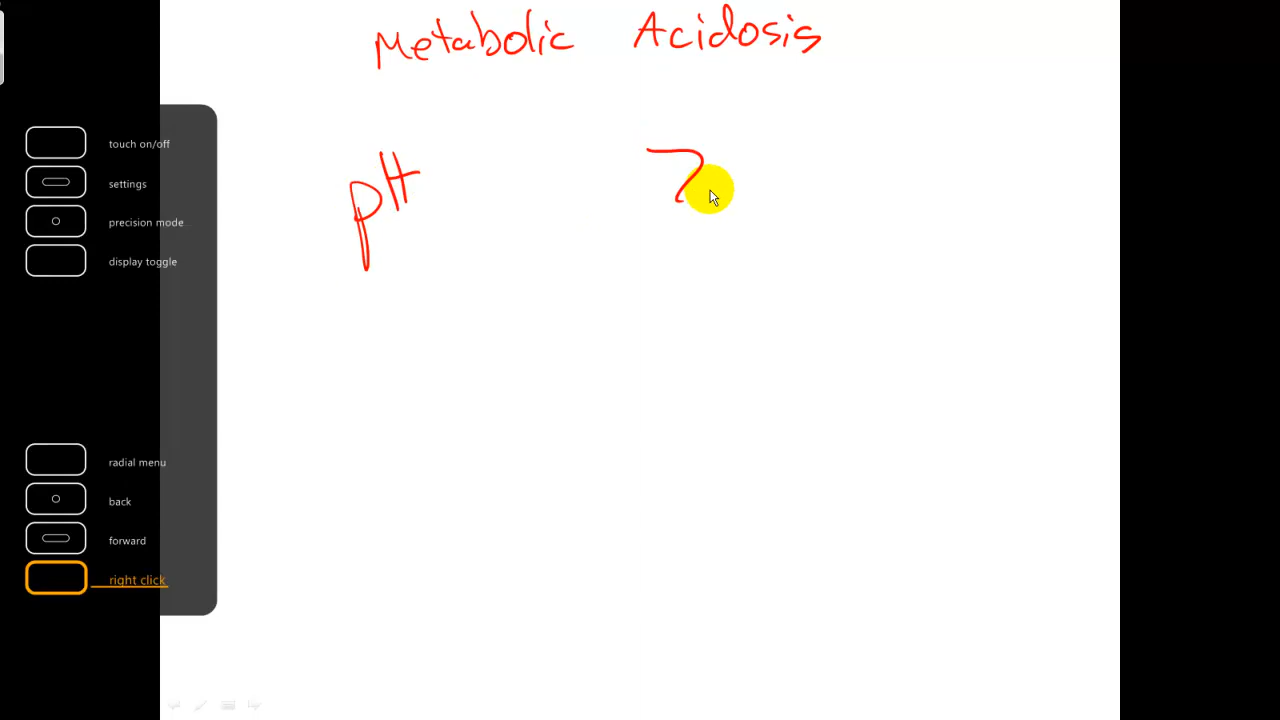 Metabolic Acidosis
pH 7
touch on/off
settings
precision mode
display toggle
radial menu
back
forward
right click